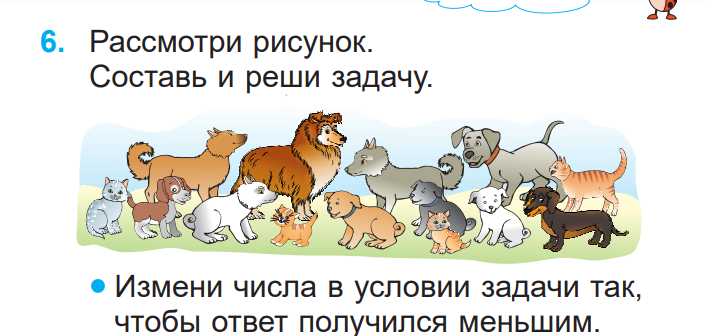 6. Рассмотри рисунок.
Составь и реши задачу.
• Измени числа в условии задачи так,
чтобы ответ получился меньшим.